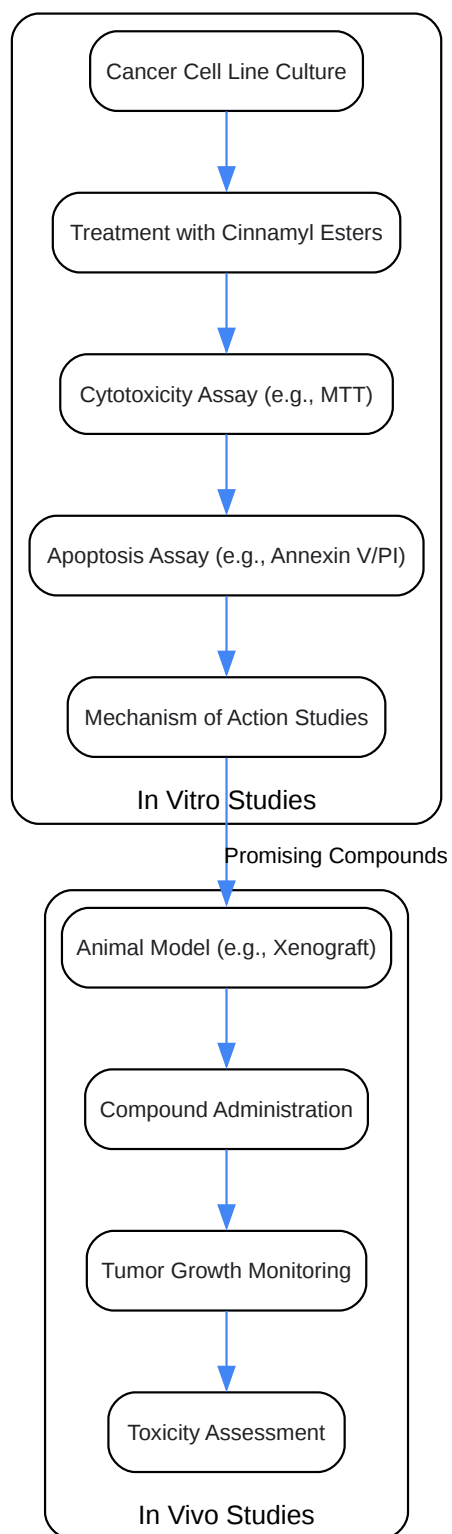 Cancer Cell Line Culture
Treatment with Cinnamyl Esters
Cytotoxicity Assay (e.g., MTT)
Apoptosis Assay (e.g., Annexin V/PI)
Mechanism of Action Studies
In Vitro Studies
Promising Compounds
Animal Model (e.g., Xenograft)
Compound Administration
Tumor Growth Monitoring
Toxicity Assessment
In Vivo Studies